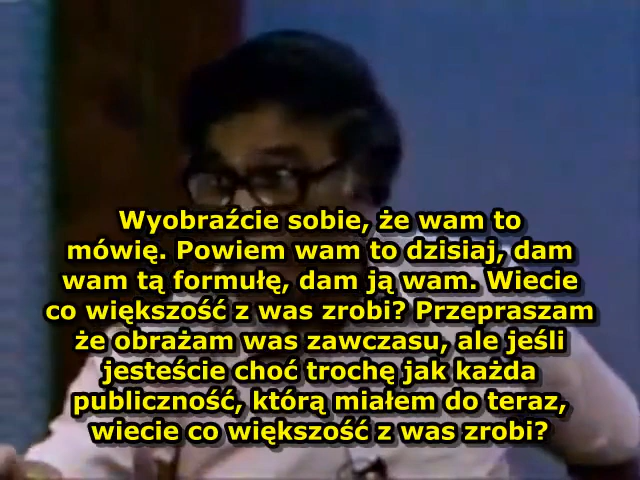 Wyobraźcie sobie, że wam to
mówię. Powiem wam to dzisiaj, dam
wam tą formułę, dam ją wam. Wiecie
co większość z was zrobi? Przepraszam
że obrażam was zawczasu, ale jeśli
jesteście choć trochę jak każda
publiczność, którą miałem do teraz,
wiecie co większość z was zrobi?